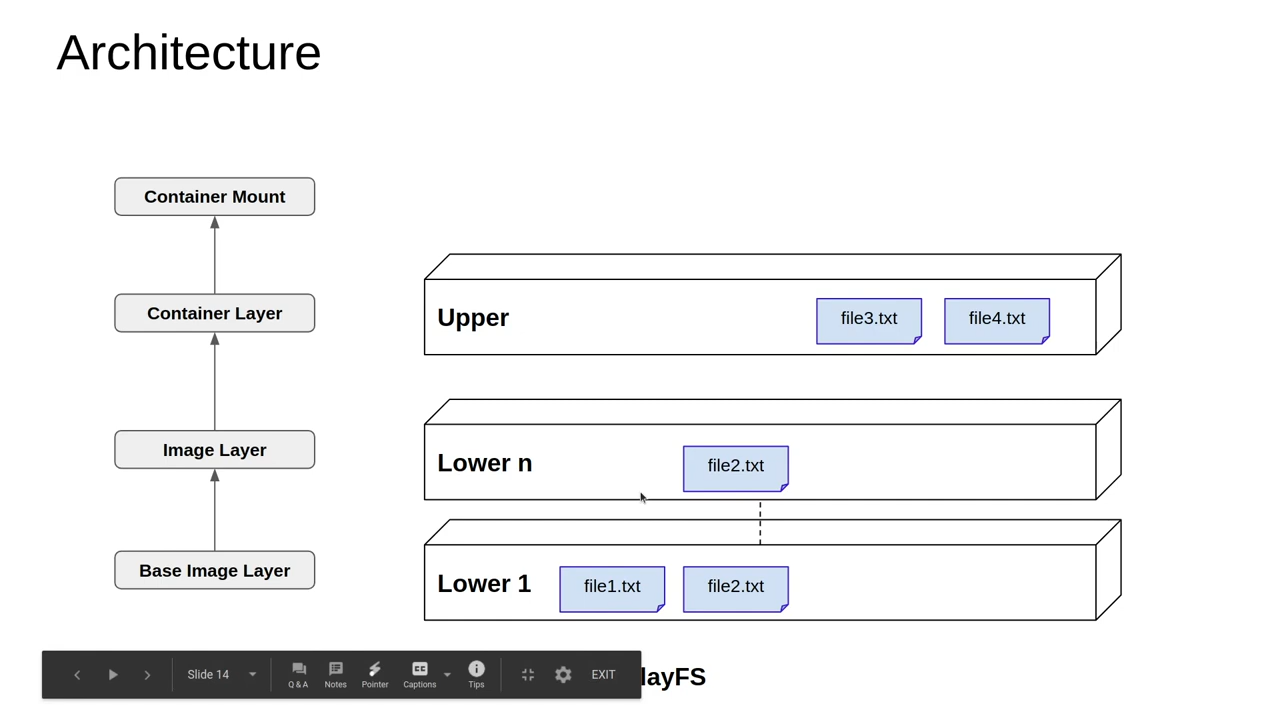 Architecture
Container Mount
Container Layer
Upper
file3.txt
file4.txt
Image Layer
Lower n
file2.txt
Base Image Layer
Lower 1
file1.txt
file2.txt
layFS
Slide 14
Q & A
Notes
Pointer
Captions
CC
Tips
EXIT